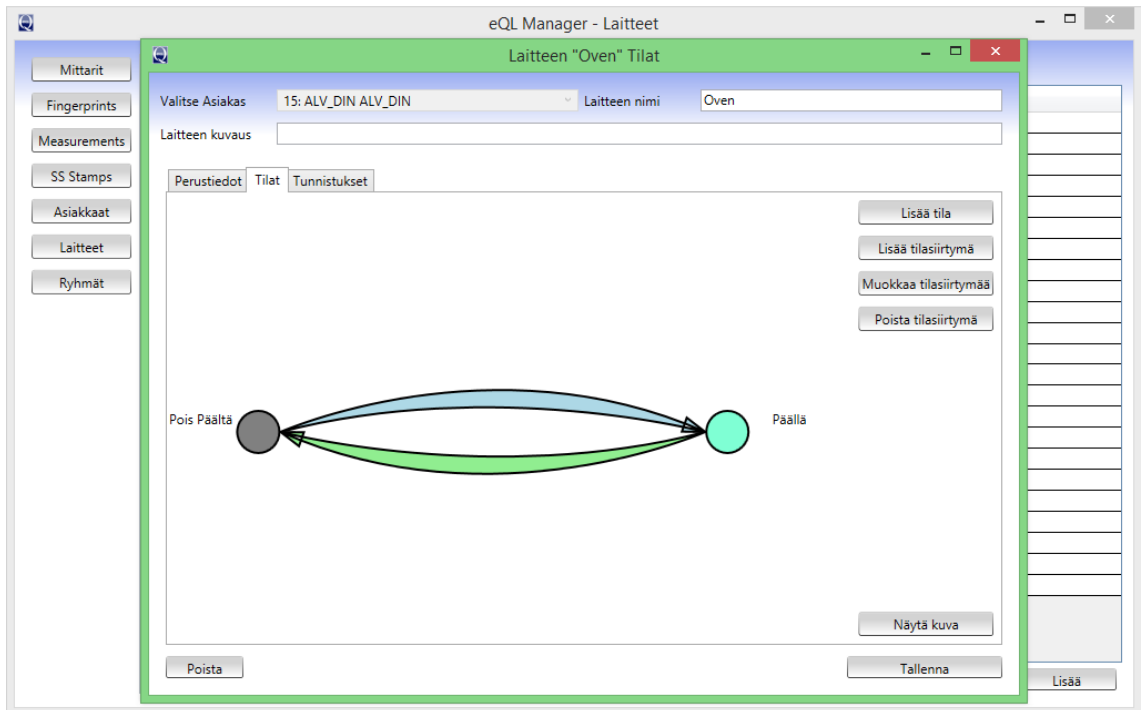 eQL Manager - Laitteet
Laitteen "Oven" Tilat
Mittarit
Fingerprints
Measurements
SS Stamps
Asiakkaat
Laitteet
Ryhmät
Valitse Asiakas 15: ALV_DIN ALV_DIN Laitteen nimi Oven
Laitteen kuvaus
Perustiedot Tilat Tunnistukset
Lisää tila
Lisää tilasiirtymä
Muokkaa tilasiirtymää
Poista tilasiirtymä
Pois Päältä Päällä
Näytä kuva
Poista Tallenna
Lisää